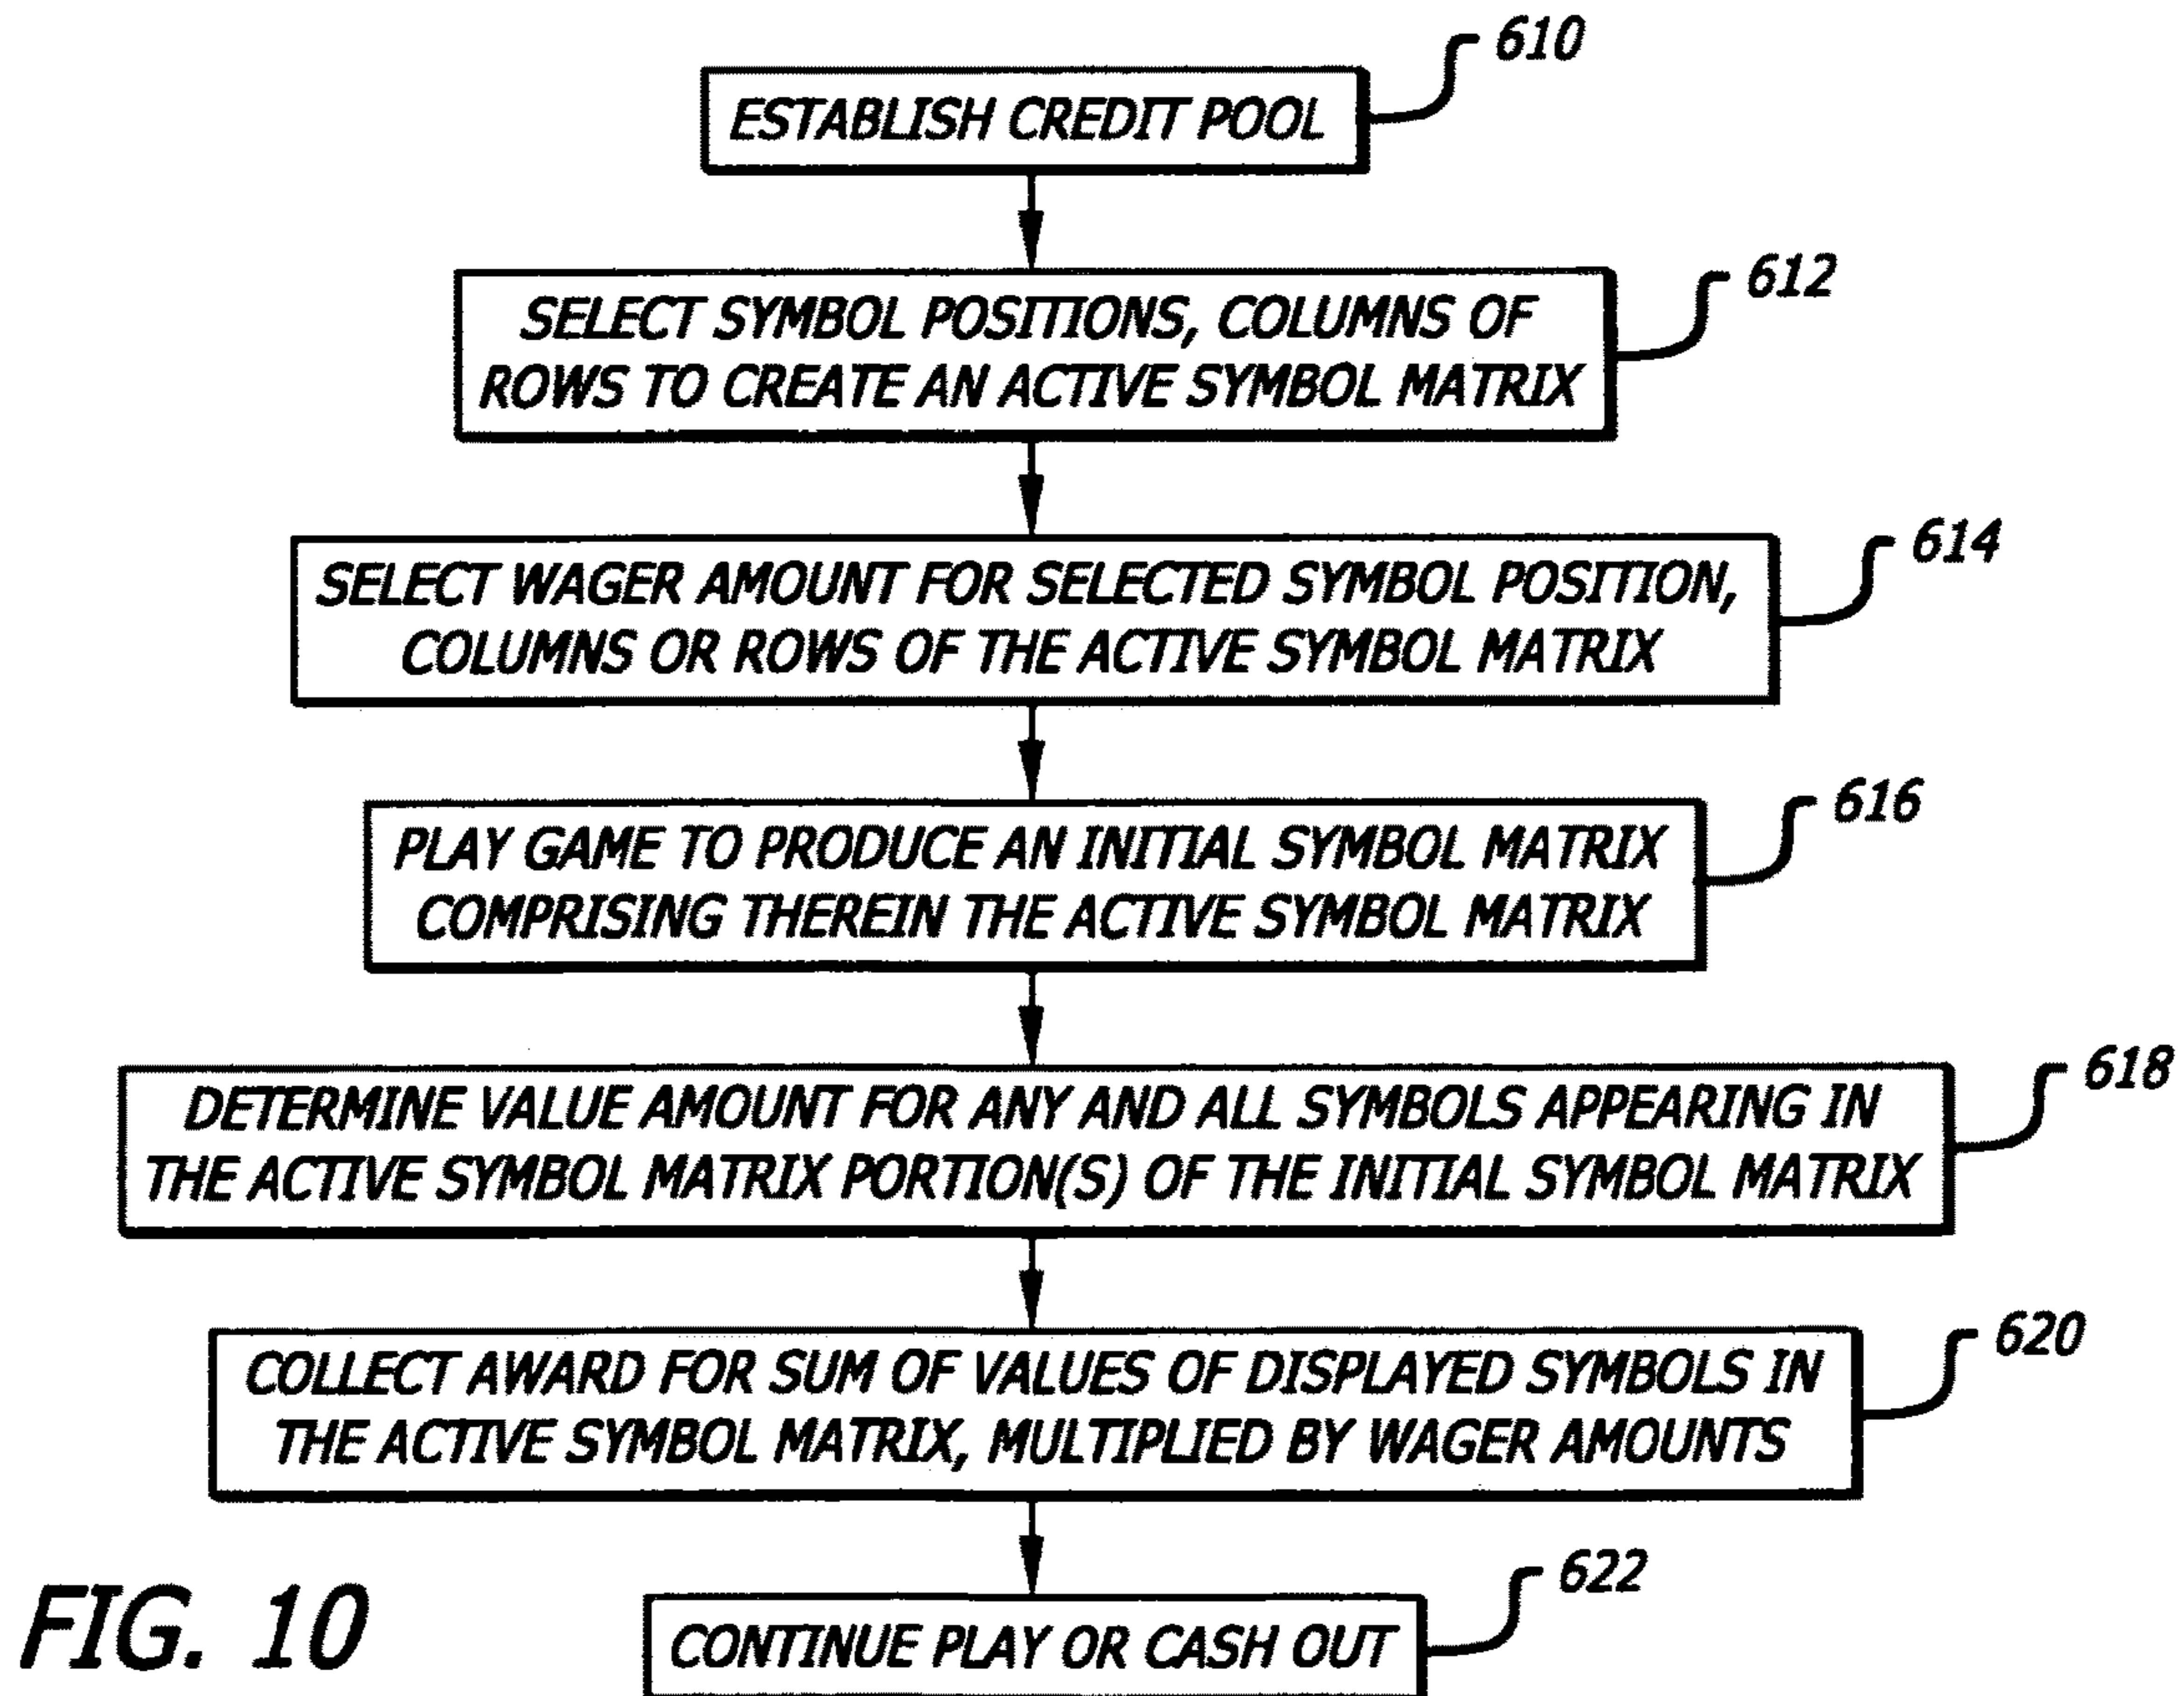 610
ESTABLISH CREDIT POOL
612
SELECT SYMBOL POSITIONS, COLUMNS OF
ROWS TO CREATE AN ACTIVE SYMBOL MATRIX
614
SELECT WAGER AMOUNT FOR SELECTED SYMBOL POSITION,
COLUMNS OR ROWS OF THE ACTIVE SYMBOL MATRIX
616
PLAY GAME TO PRODUCE AN INITIAL SYMBOL MATRIX
COMPRISING THEREIN THE ACTIVE SYMBOL MATRIX
618
DETERMINE VALUE AMOUNT FOR ANY AND ALL SYMBOLS APPEARING IN
THE ACTIVE SYMBOL MATRIX PORTION(S) OF THE INITIAL SYMBOL MATRIX
620
COLLECT AWARD FOR SUM OF VALUES OF DISPLAYED SYMBOLS IN
THE ACTIVE SYMBOL MATRIX, MULTIPLIED BY WAGER AMOUNTS
622
CONTINUE PLAY OR CASH OUT
FIG. 10